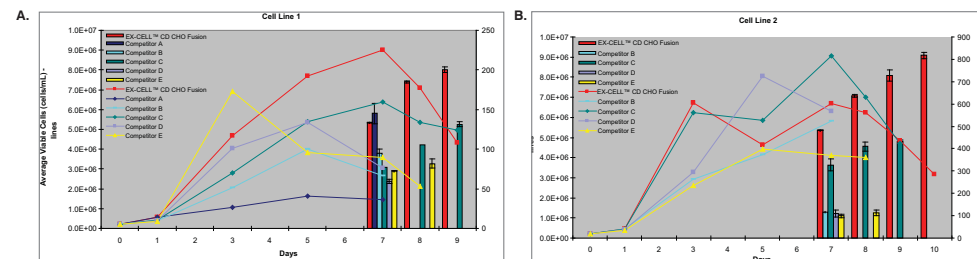 A.
Cell Line 1
EX-CELL™ CD CHO Fusion
Competitor A
Competitor B
Competitor C
Competitor D
Competitor E
EX-CELL™ CD CHO Fusion
Competitor A
Competitor B
Competitor C
Competitor D
Competitor E
Average Viable Cells (cells/mL) -
lines
1.0E+07
9.0E+06
8.0E+06
7.0E+06
6.0E+06
5.0E+06
4.0E+06
3.0E+06
2.0E+06
1.0E+06
0.0E+00
250
200
150
100
50
0
0 1 2 3 4 5 6 7 8 9
Days
B.
Cell Line 2
EX-CELL™ CD CHO Fusion
Competitor B
Competitor C
Competitor D
Competitor E
EX-CELL™ CD CHO Fusion
Competitor B
Competitor C
Competitor D
Competitor E
1.0E+07
9.0E+06
8.0E+06
7.0E+06
6.0E+06
5.0E+06
4.0E+06
3.0E+06
2.0E+06
1.0E+06
0.0E+00
900
800
700
600
500
400
300
200
100
0
0 1 2 3 4 5 6 7 8 9 10
Days